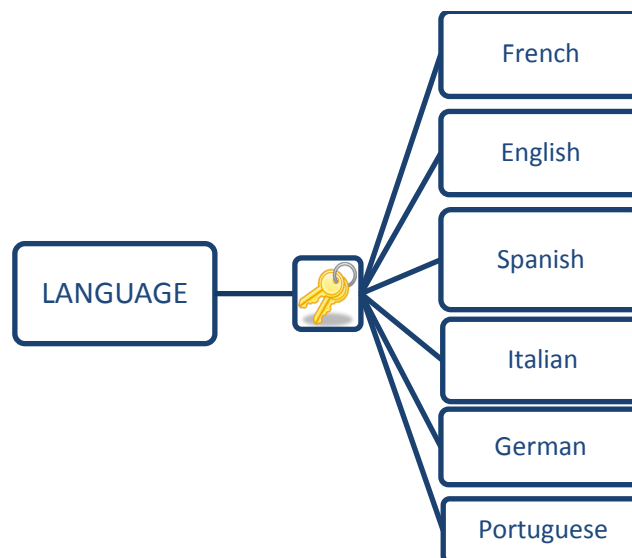 LANGUAGE
French
English
Spanish
Italian
German
Portuguese